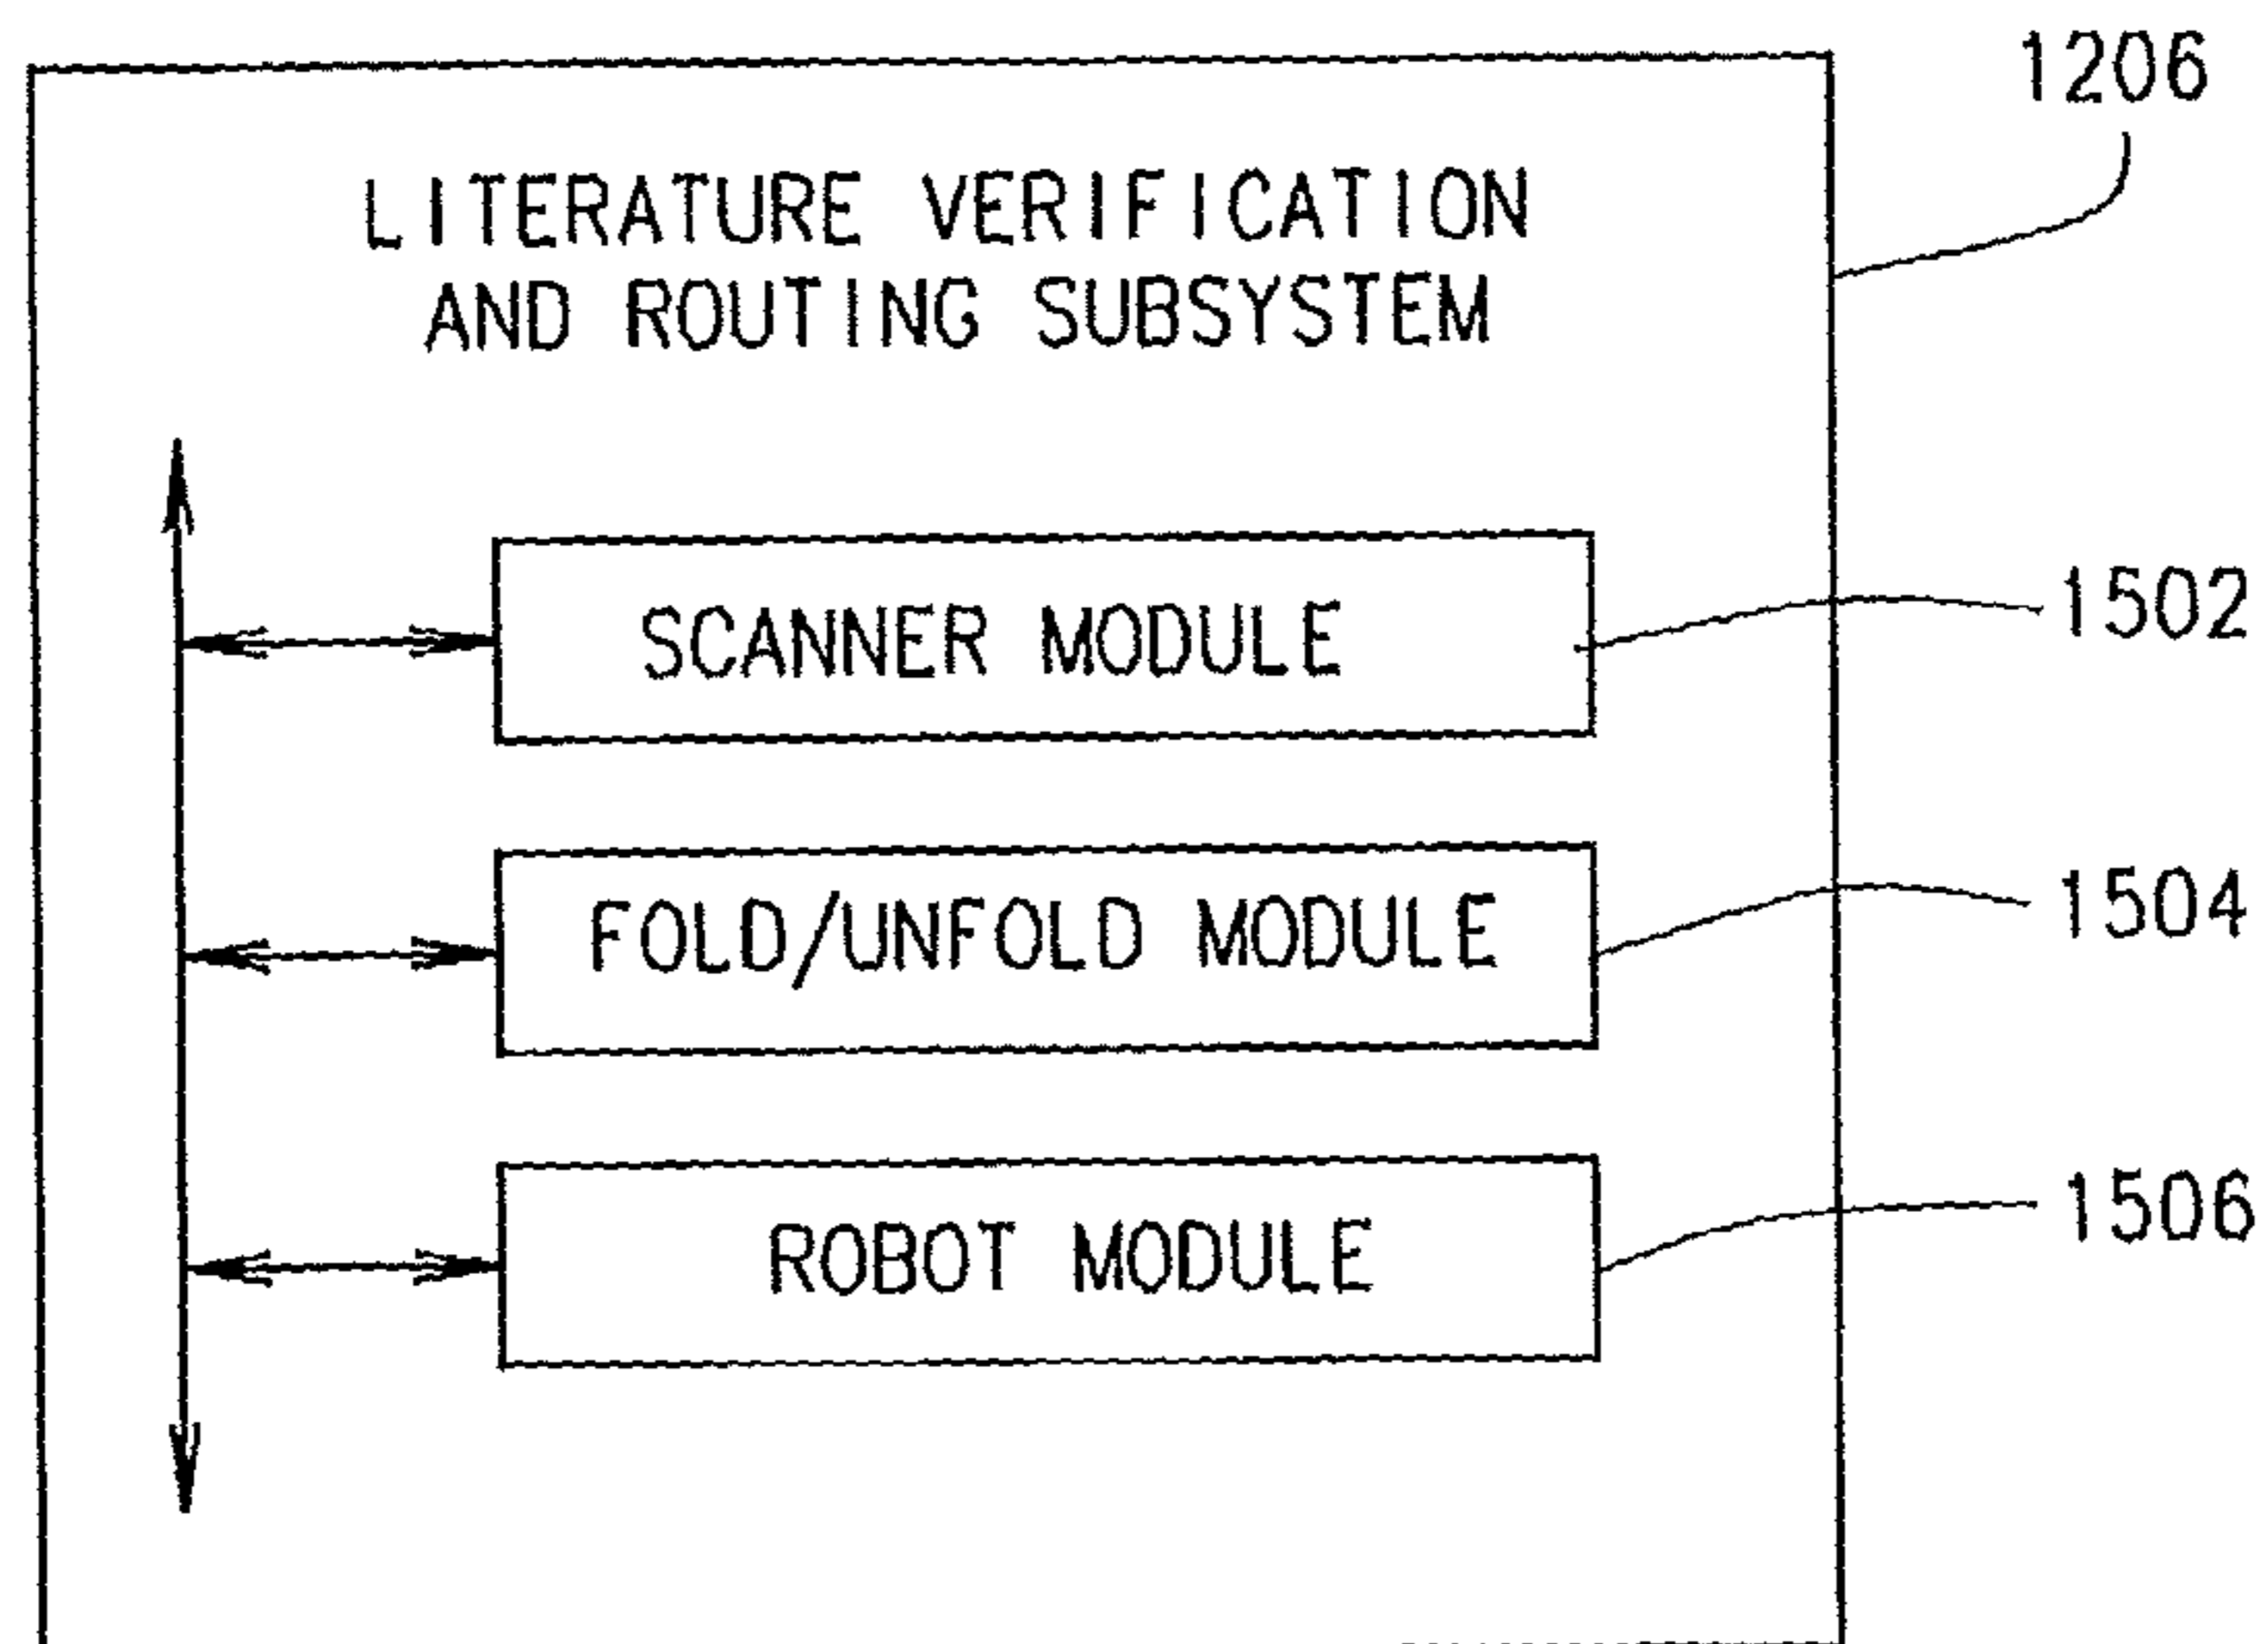 1206
LITERATURE VERIFICATION
AND ROUTING SUBSYSTEM
SCANNER MODULE
1502
FOLD/UNFOLD MODULE
1504
ROBOT MODULE
1506